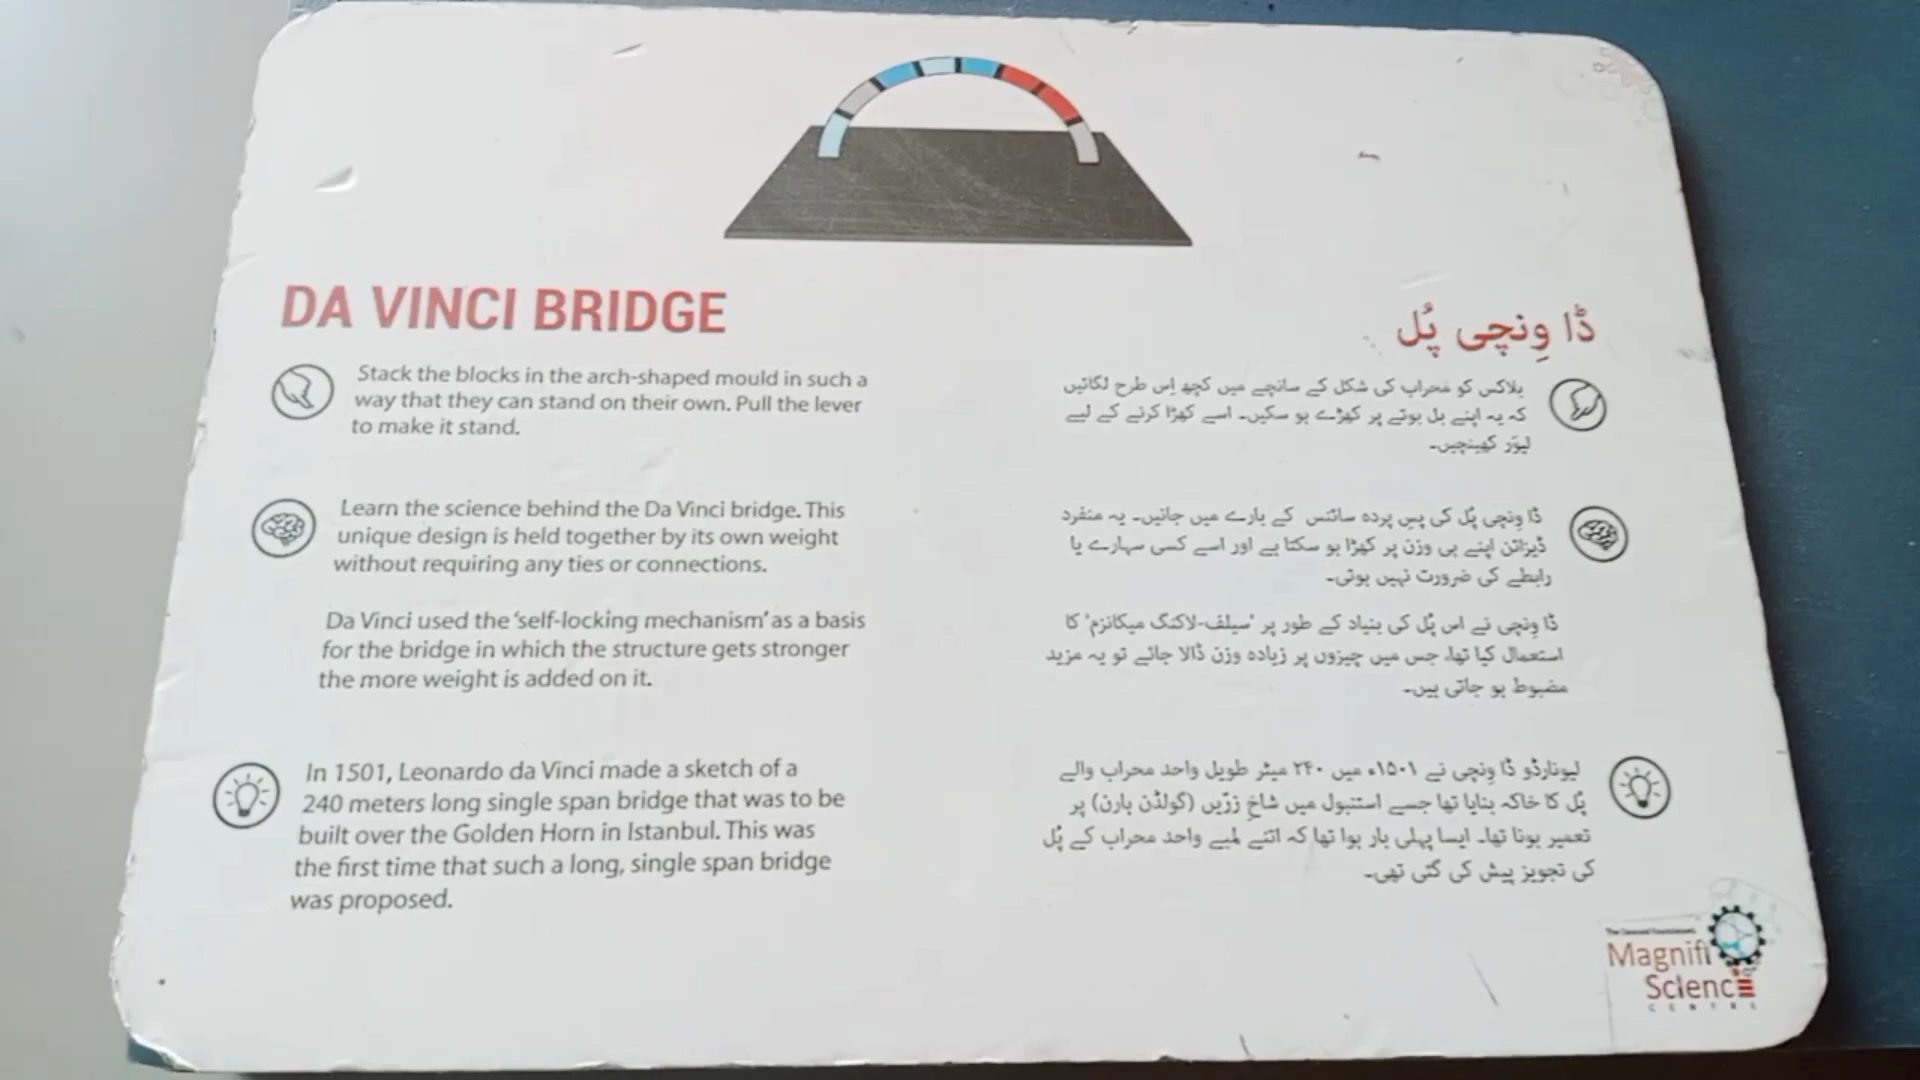 DA VINCI BRIDGE
Stack the blocks in the arch-shaped mould in such a
way that they can stand on their own. Pull the lever
to make it stand.
Learn the science behind the Da Vinci bridge. This
unique design is held together by its own weight
without requiring any ties or connections.
Da Vinci used the 'self-locking mechanism' as a basis
for the bridge in which the structure gets stronger
the more weight is added on it.
In 1501, Leonardo da Vinci made a sketch of a
240 meters long single span bridge that was to be
built over the Golden Horn in Istanbul. This was
the first time that such a long, single span bridge
was proposed.
ڈا وِنچی پُل
بلاکس کو محراب کی شکل کے سانچے میں کچھ اِس طرح لگائیں
کہ یہ اپنے بل بوتے پر کھڑے ہو سکیں۔ اسے کھڑا کرنے کے لیے
لیوَر کھینچیں۔
ڈا وِنچی پُل کی پسِ پردہ سائنس کے بارے میں جانیں۔ یہ منفرد
ڈیزائن اپنے ہی وزن پر کھڑا ہو سکتا ہے اور اسے کسی سہارے یا
رابطے کی ضرورت نہیں ہوتی۔
ڈا وِنچی نے اس پُل کی بنیاد کے طور پر 'سیلف-لاکنگ میکانزم' کا
استعمال کیا تھا، جس میں چیزوں پر زیادہ وزن ڈالا جائے تو یہ مزید
مضبوط ہو جاتی ہیں۔
لیونارڈو ڈا وِنچی نے ۱۵۰۱ء میں ۲۴۰ میٹر طویل واحد محراب والے
پُل کا خاکہ بنایا تھا جسے استنبول میں شاخِ زرّیں (گولڈن ہارن) پر
تعمیر ہونا تھا۔ ایسا پہلی بار ہوا تھا کہ اتنے لمبے واحد محراب کے پُل
کی تجویز پیش کی گئی تھی۔
Magnifi
Science
CENTRE